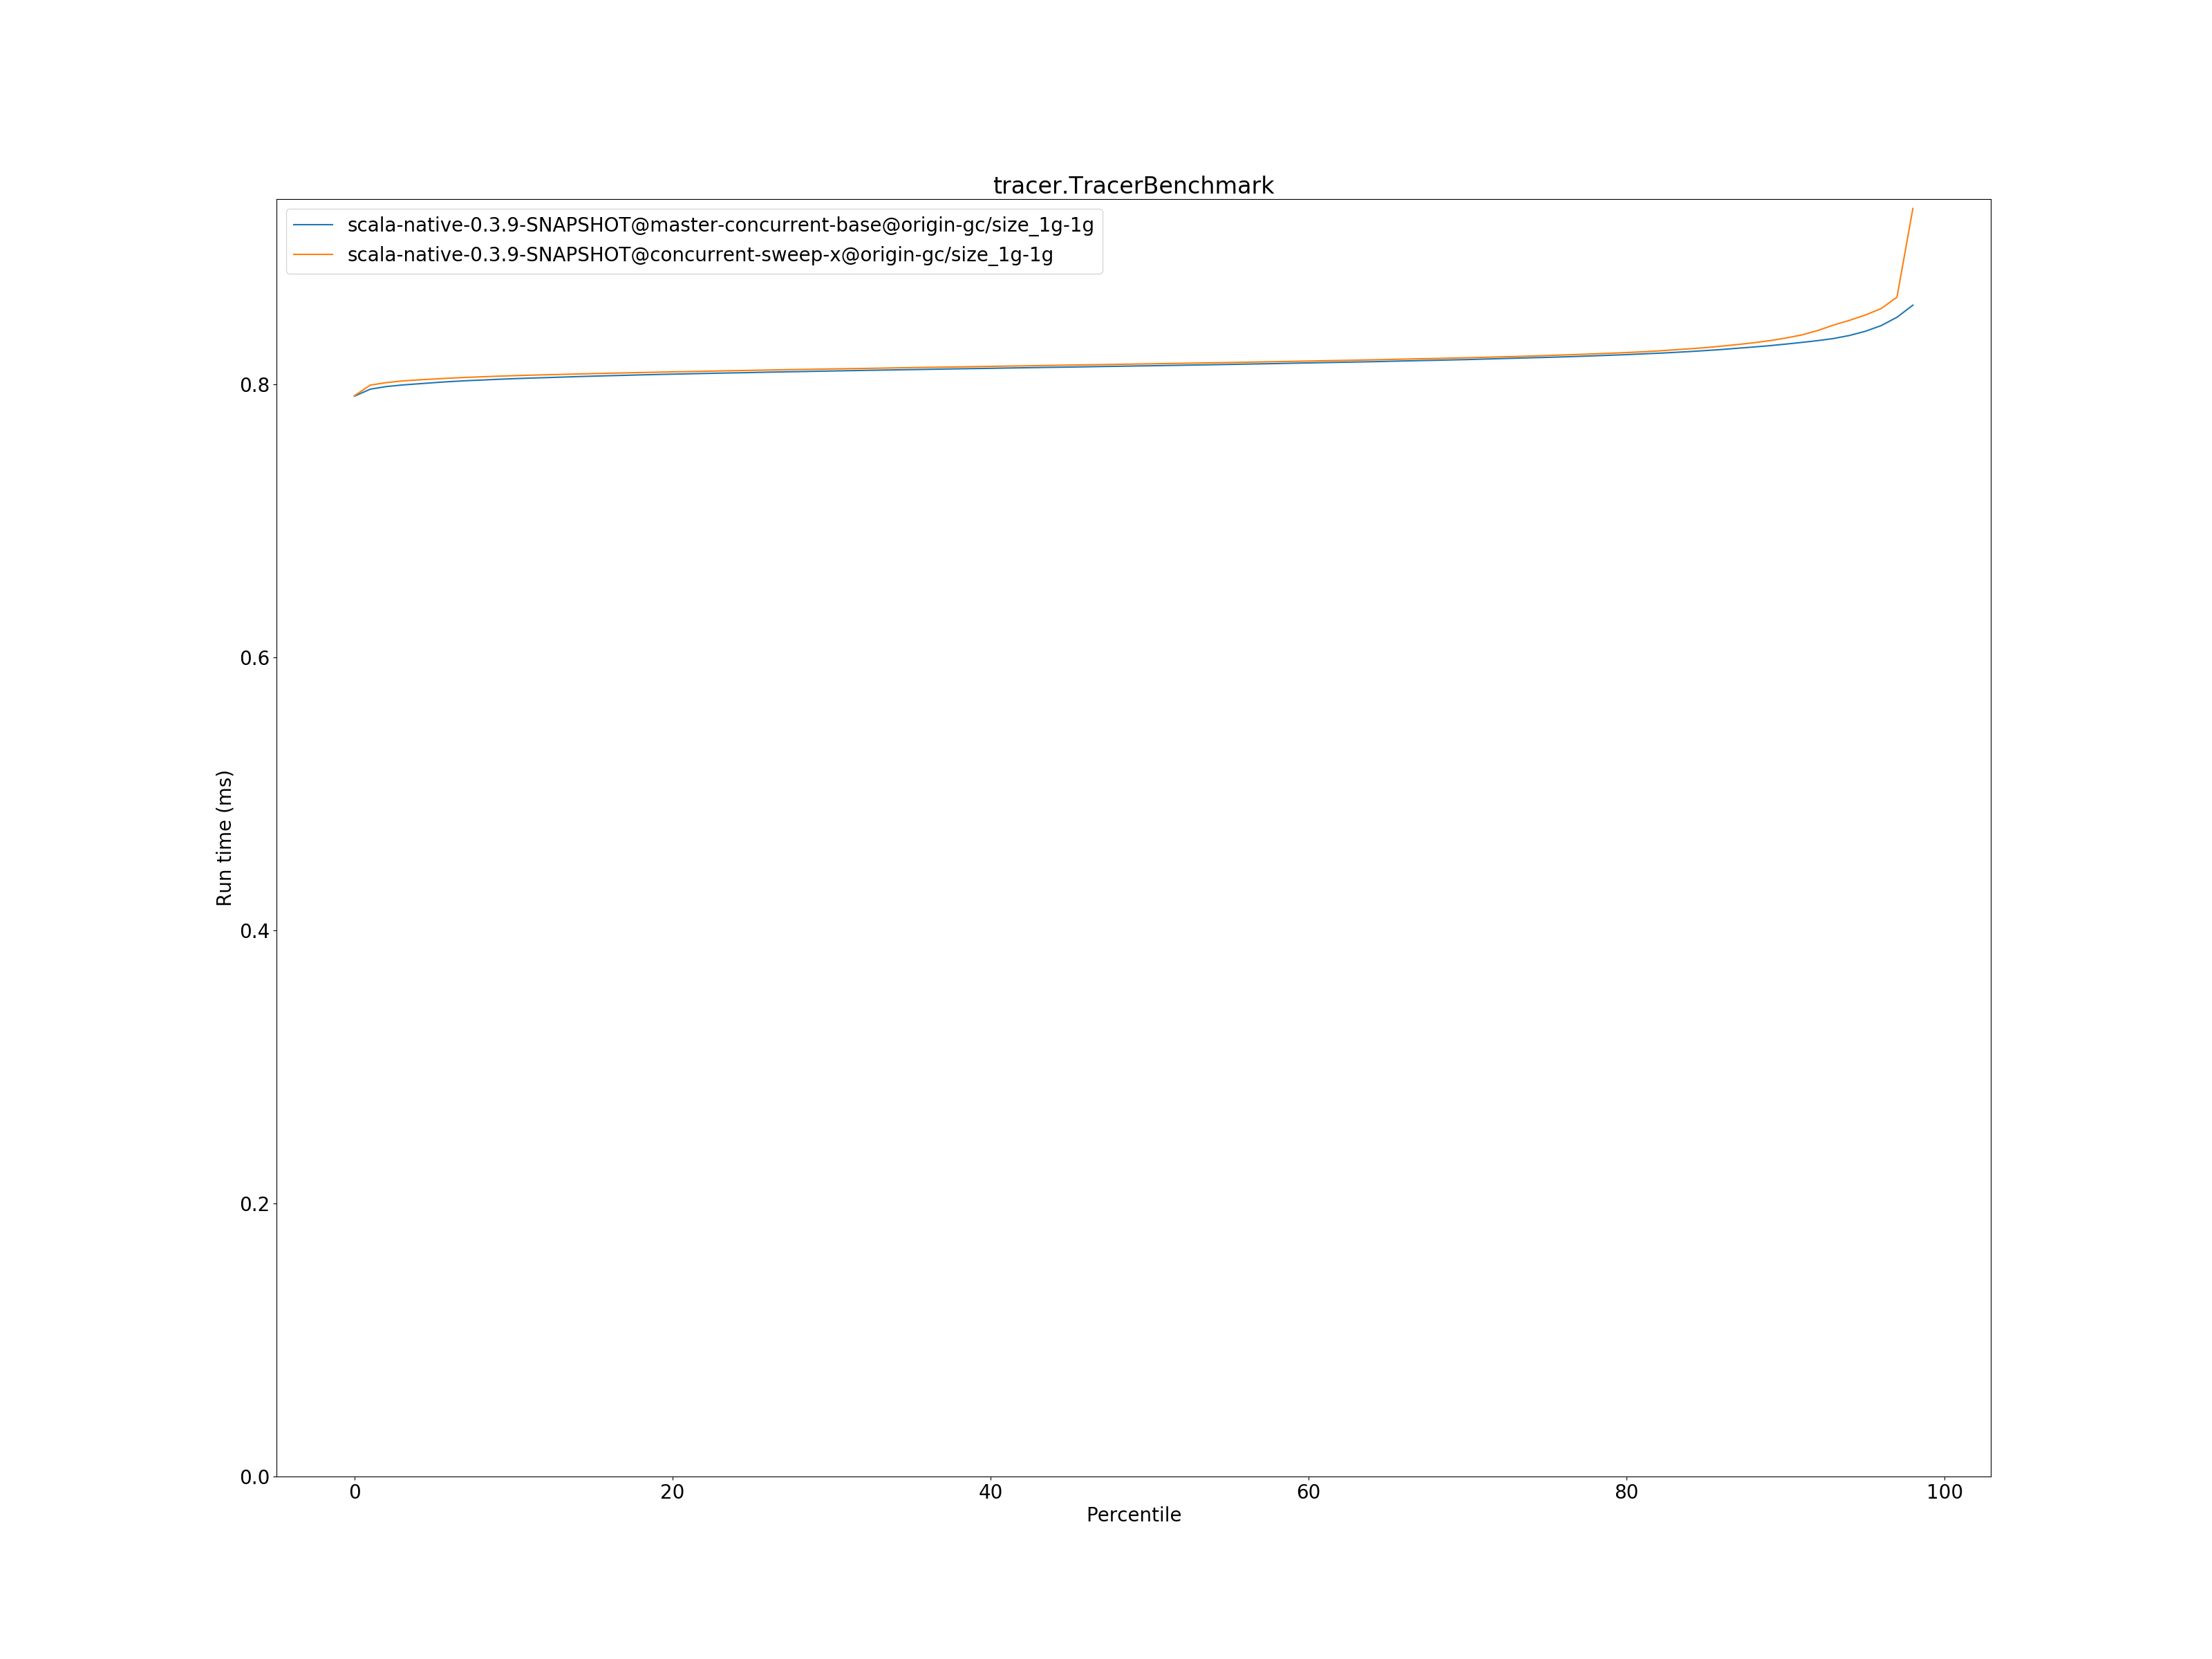 tracer.TracerBenchmark
scala-native-0.3.9-SNAPSHOT@master-concurrent-base@origin-gc/size_1g-1g
scala-native-0.3.9-SNAPSHOT@concurrent-sweep-x@origin-gc/size_1g-1g
0.8
0.6
0.4
0.2
0.0
Run time (ms)
0 20 40 60 80 100
Percentile